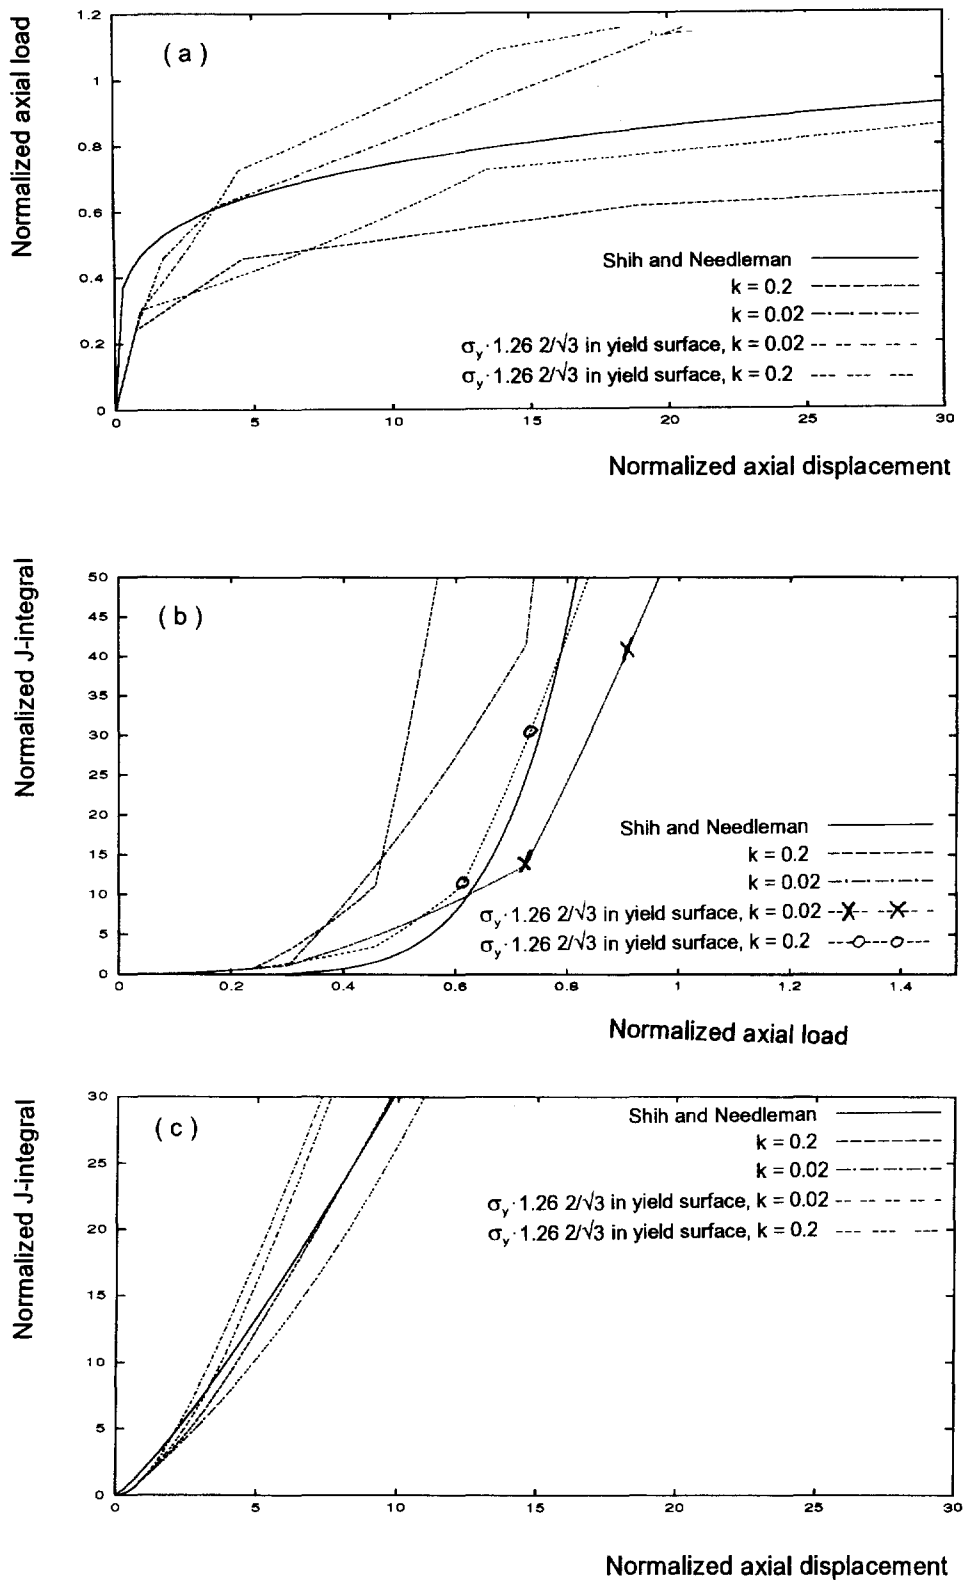 Normalized axial load
( a )
1.2
1
0.8
0.6
0.4
0.2
0
0 5 10 15 20 25 30
Shih and Needleman
k = 0.2
k = 0.02
σy · 1.26 2/√3 in yield surface, k = 0.02
σy · 1.26 2/√3 in yield surface, k = 0.2
Normalized axial displacement
Normalized J-integral
( b )
50
45
40
35
30
25
20
15
10
5
0
0 0.2 0.4 0.6 0.8 1 1.2 1.4
Shih and Needleman
k = 0.2
k = 0.02
σy · 1.26 2/√3 in yield surface, k = 0.02
σy · 1.26 2/√3 in yield surface, k = 0.2
Normalized axial load
Normalized J-integral
( c )
30
25
20
15
10
5
0
0 5 10 15 20 25 30
Shih and Needleman
k = 0.2
k = 0.02
σy · 1.26 2/√3 in yield surface, k = 0.02
σy · 1.26 2/√3 in yield surface, k = 0.2
Normalized axial displacement